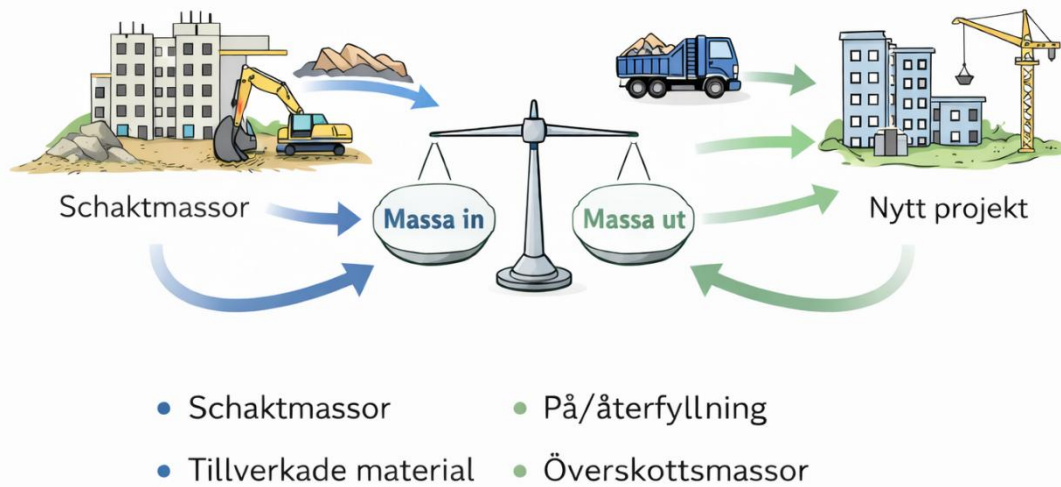 Schaktmassor
Massa in
Massa ut
Nytt projekt
• Schaktmassor
• På/återfyllning
• Tillverkade material
• Överskottsmassor